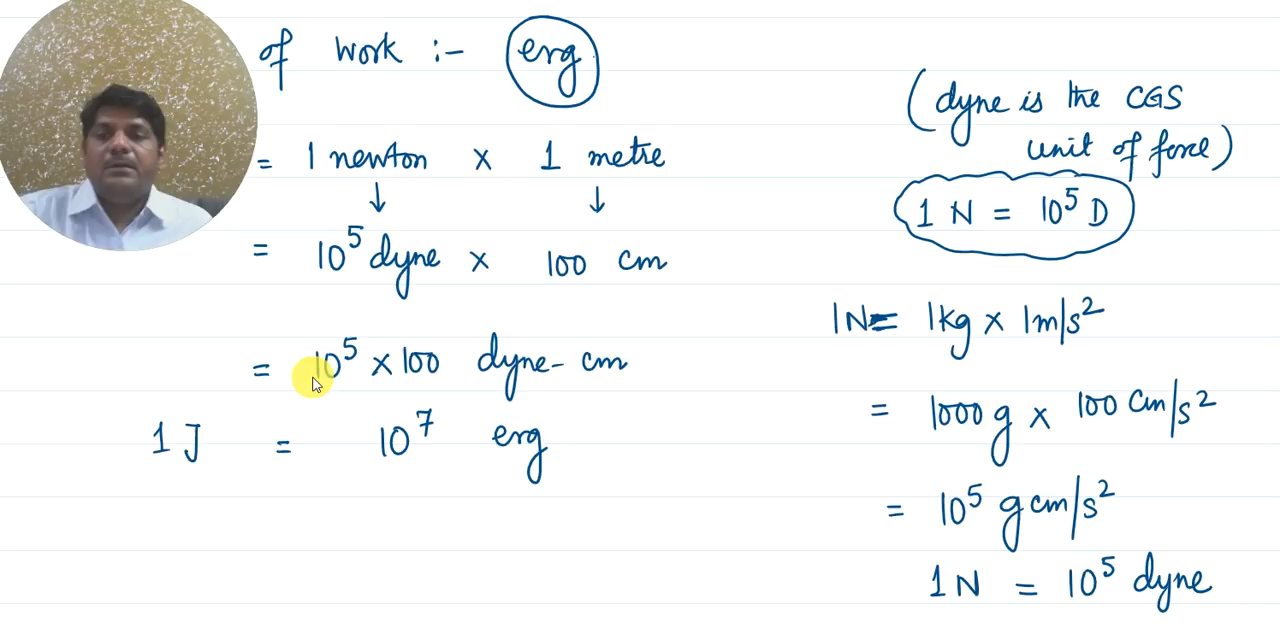 of work :- erg
= 1 newton × 1 metre
↓ ↓
= 10⁵ dyne × 100 cm
= 10⁵ × 100 dyne - cm
1 J = 10⁷ erg
(dyne is the CGS
unit of force)
1 N = 10⁵ D
1N = 1kg × 1m/s²
= 1000 g × 100 cm/s²
= 10⁵ g cm/s²
1N = 10⁵ dyne